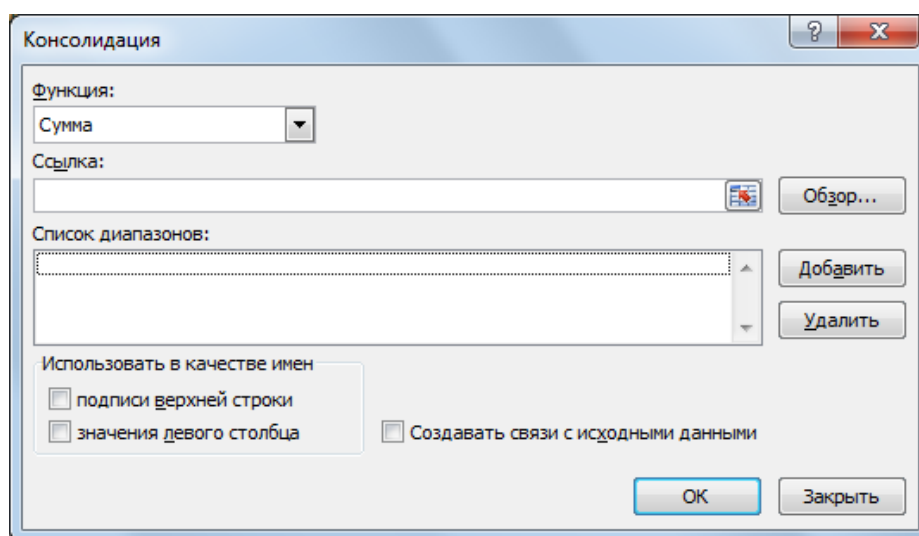 Консолидация
Функция:
Сумма
Ссылка:
Обзор...
Список диапазонов:
Добавить
Удалить
Использовать в качестве имен
подписи верхней строки
значения левого столбца
Создавать связи с исходными данными
ОК
Закрыть